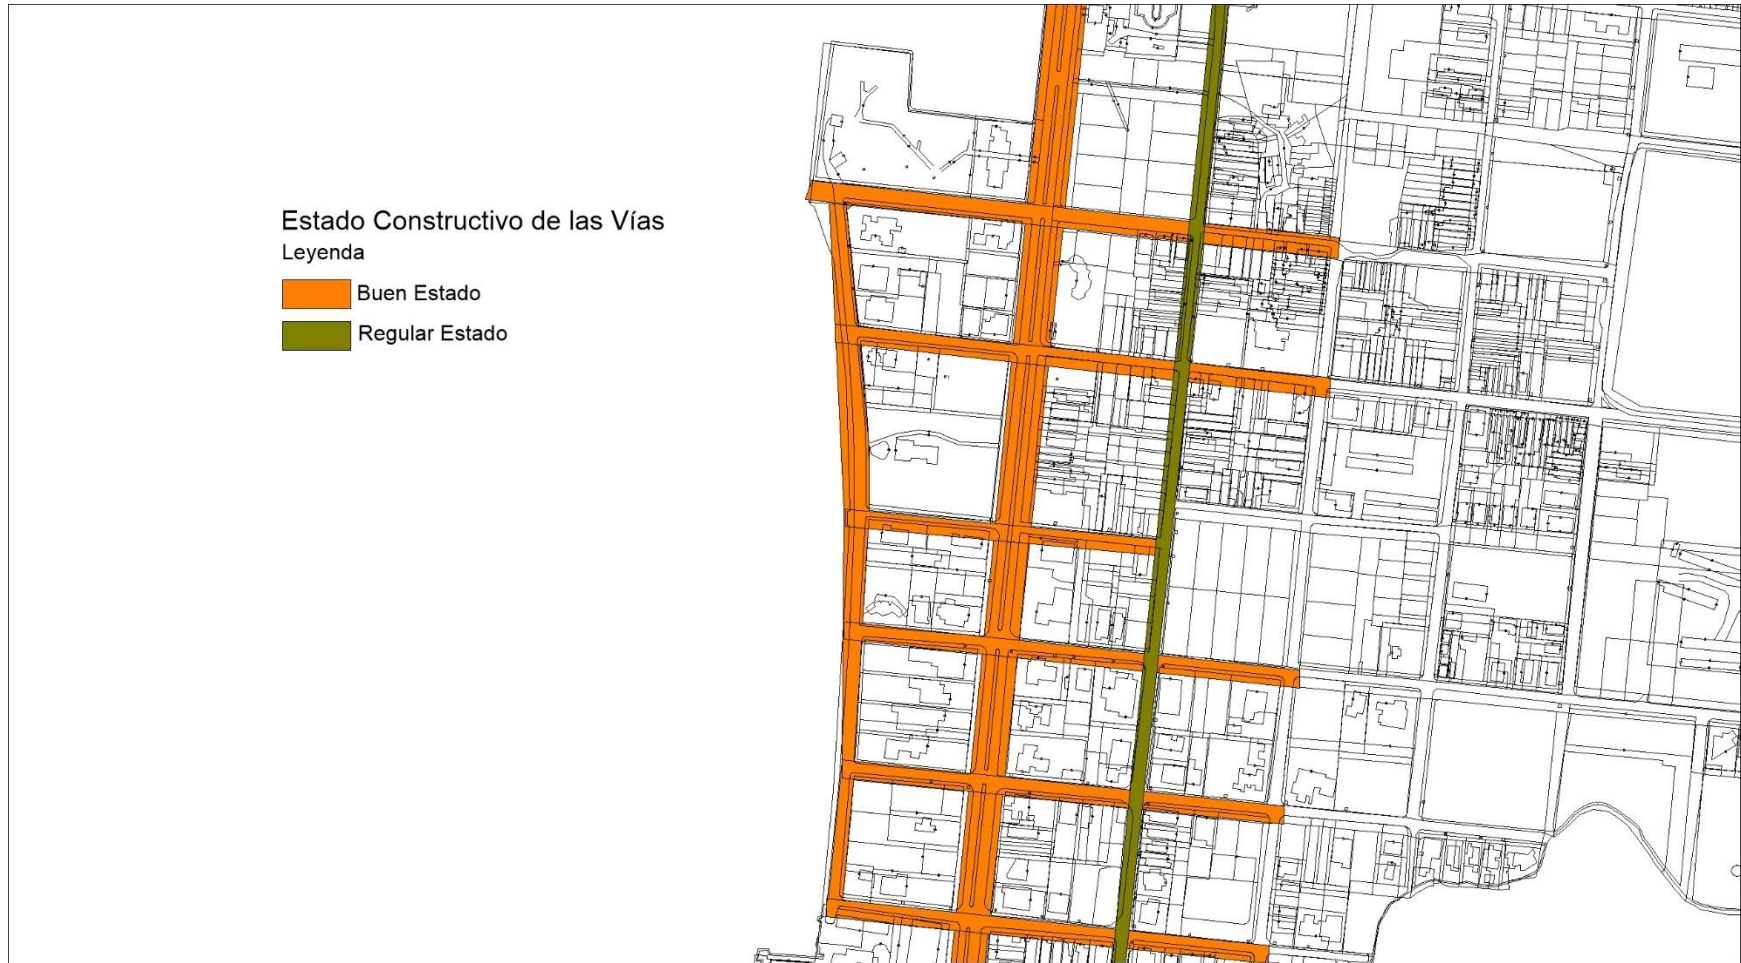 Estado Constructivo de las Vías
Leyenda
Buen Estado
Regular Estado